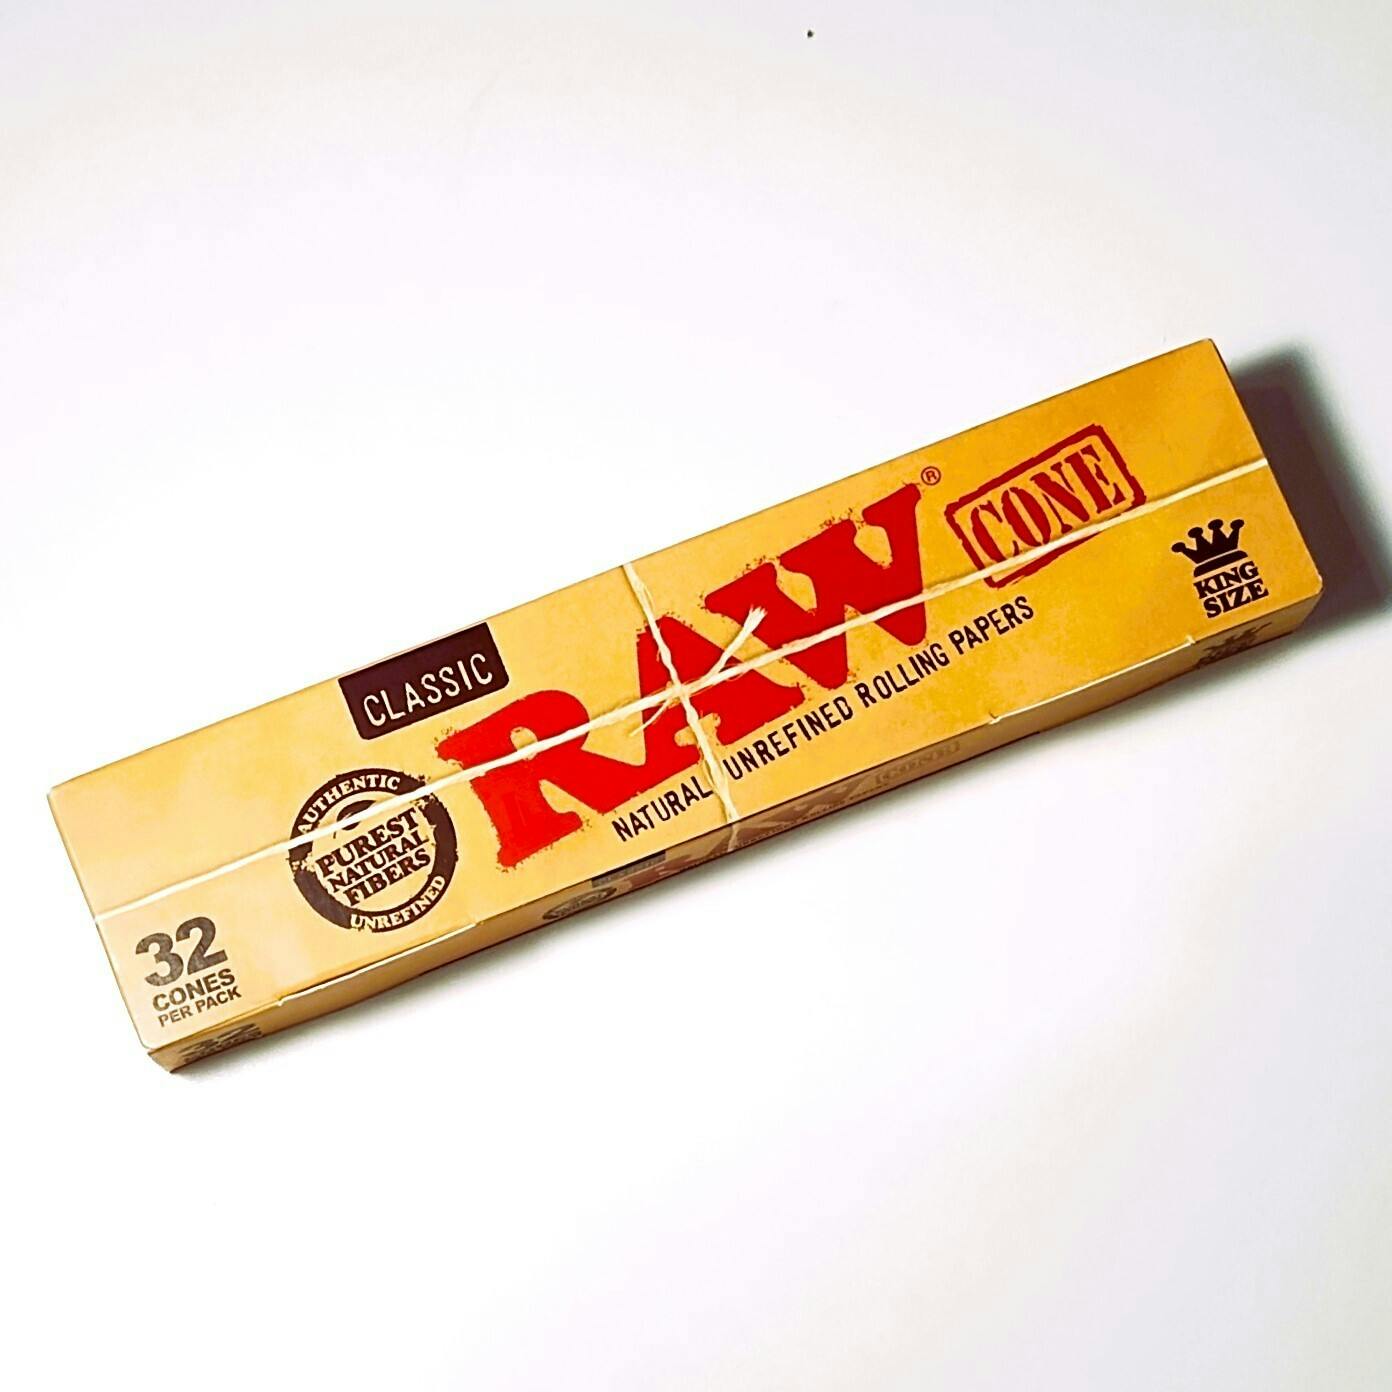 CLASSIC
RAW®
CONE
NATURAL UNREFINED ROLLING PAPERS
KING
SIZE
AUTHENTIC
PUREST
NATURAL
FIBERS
UNREFINED
32
CONES
PER PACK